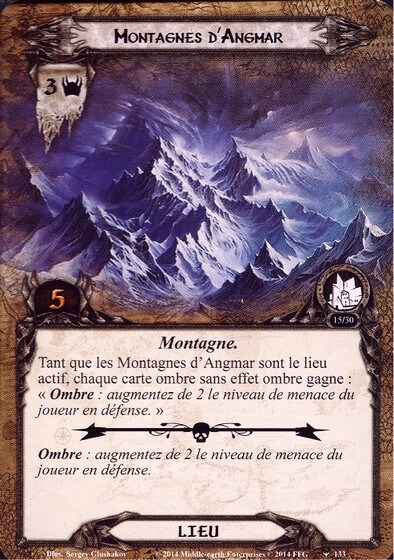 Montagnes d'Angmar
3
5
15/30
Montagne.
Tant que les Montagnes d'Angmar sont le lieu
actif, chaque carte ombre sans effet ombre gagne :
« Ombre : augmentez de 2 le niveau de menace du
joueur en défense. »
Ombre : augmentez de 2 le niveau de menace du
joueur en défense.
LIEU
Illus. Sergey Glushakov © 2014 Middle-earth Enterprises © 2014 FFG 133